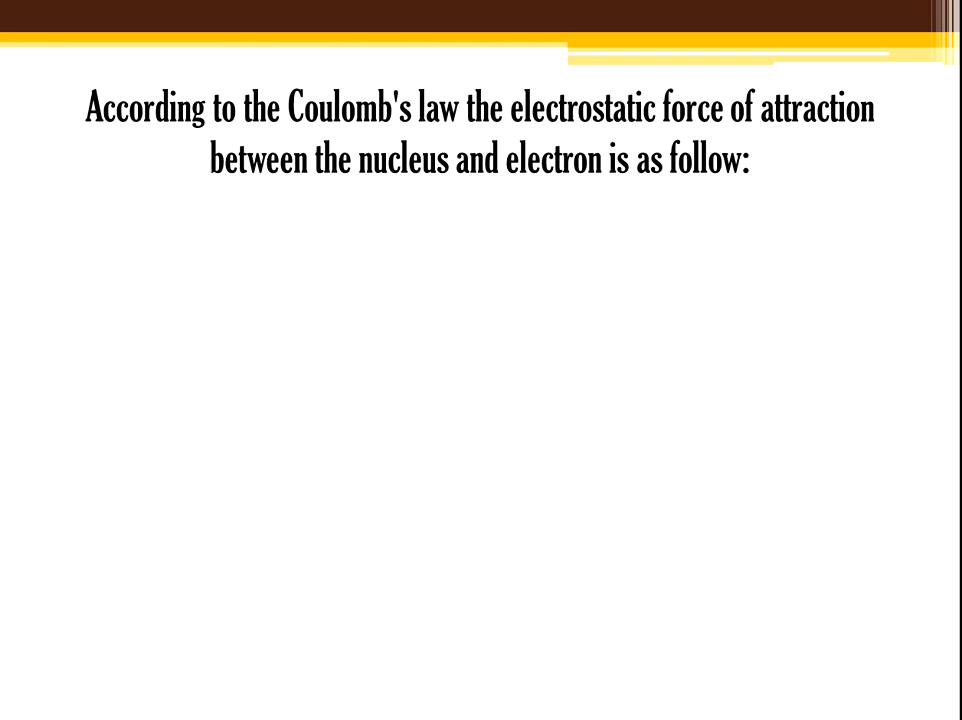 According to the Coulomb's law the electrostatic force of attraction
between the nucleus and electron is as follow: